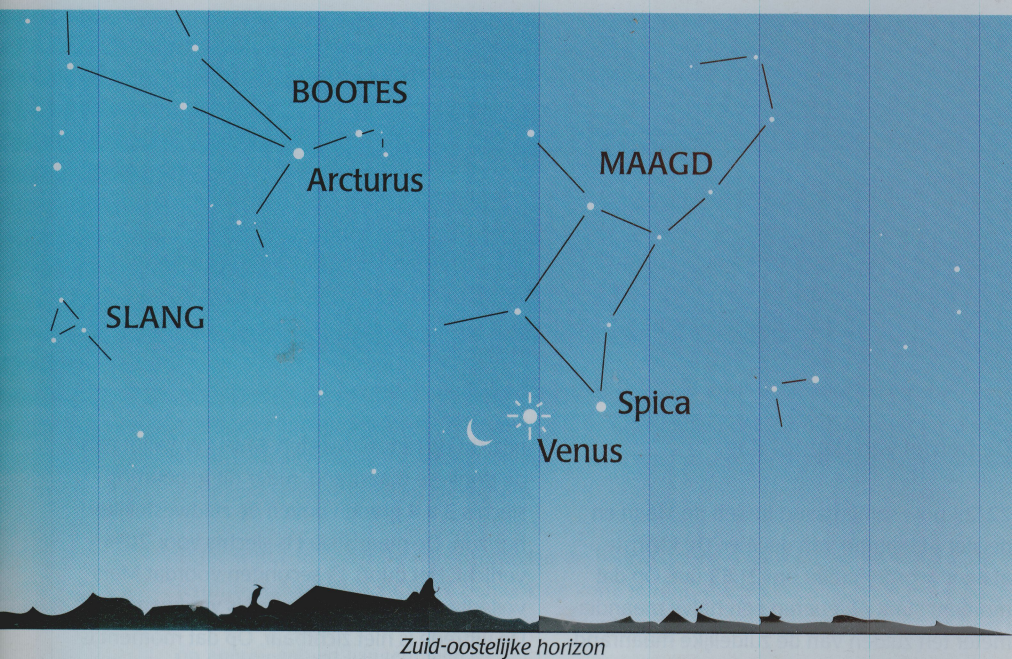 BOOTES
MAAGD
Arcturus
SLANG
Spica
Venus
Zuid-oostelijke horizon